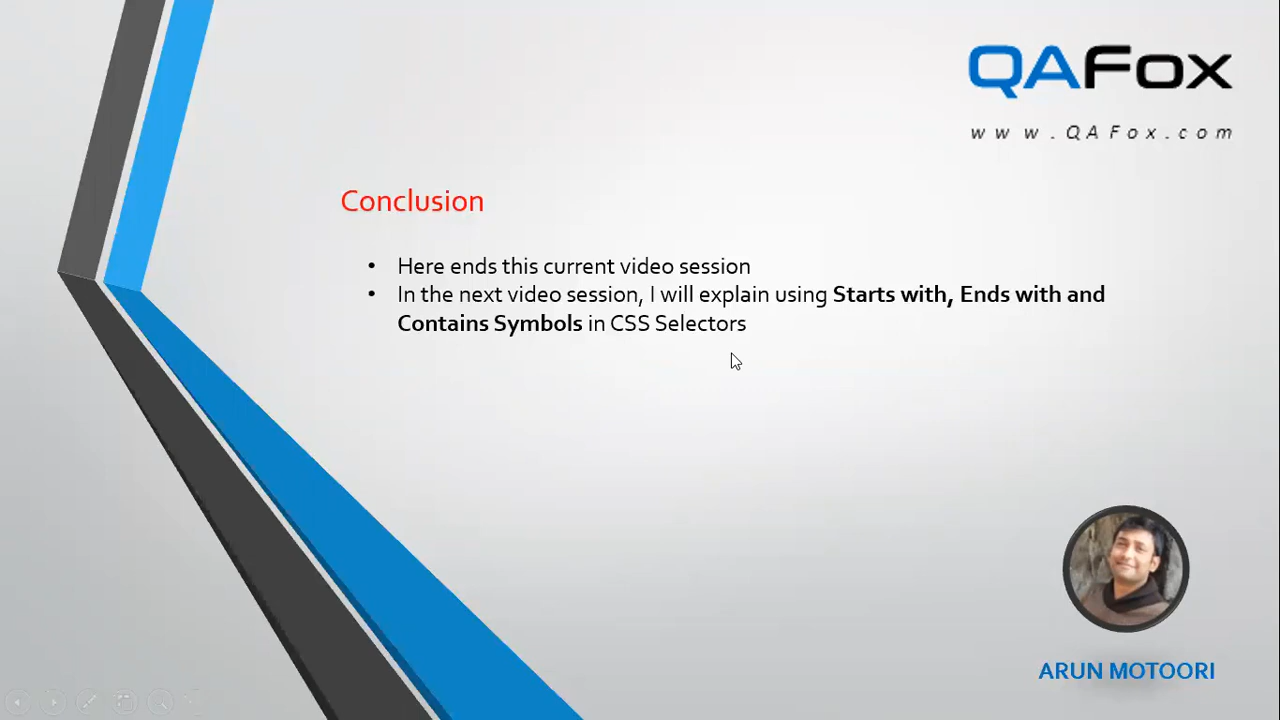 QAFox
www.QAFox.com
Conclusion
• Here ends this current video session
• In the next video session, I will explain using Starts with, Ends with and
Contains Symbols in CSS Selectors
ARUN MOTOORI